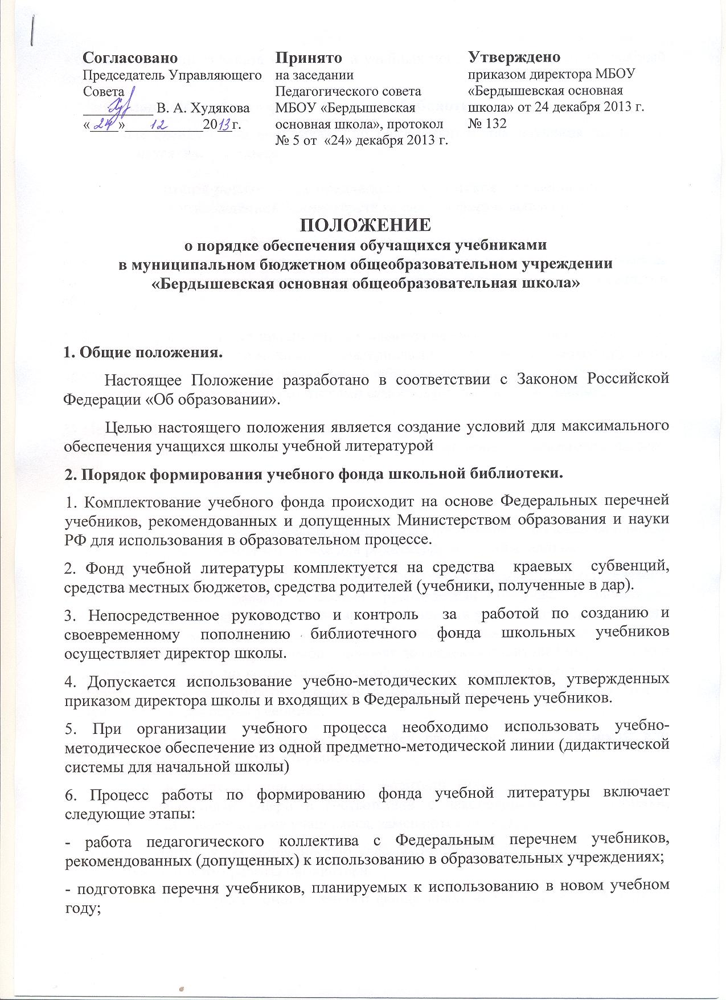 Согласовано
Председатель Управляющего
Совета
__________ В. А. Худякова
«24» 12 2013 г.
Принято
на заседании
Педагогического совета
МБОУ «Бердышевская
основная школа», протокол
№ 5 от «24» декабря 2013 г.
Утверждено
приказом директора МБОУ
«Бердышевская основная
школа» от 24 декабря 2013 г.
№ 132
ПОЛОЖЕНИЕ
о порядке обеспечения обучащихся учебниками
в муниципальном бюджетном общеобразовательном учреждении
«Бердышевская основная общеобразовательная школа»
1. Общие положения.
Настоящее Положение разработано в соответствии с Законом Российской
Федерации «Об образовании».
Целью настоящего положения является создание условий для максимального
обеспечения учащихся школы учебной литературой
2. Порядок формирования учебного фонда школьной библиотеки.
1. Комплектование учебного фонда происходит на основе Федеральных перечней
учебников, рекомендованных и допущенных Министерством образования и науки
РФ для использования в образовательном процессе.
2. Фонд учебной литературы комплектуется на средства краевых субвенций,
средства местных бюджетов, средства родителей (учебники, полученные в дар).
3. Непосредственное руководство и контроль за работой по созданию и
своевременному пополнению библиотечного фонда школьных учебников
осуществляет директор школы.
4. Допускается использование учебно-методических комплектов, утвержденных
приказом директора школы и входящих в Федеральный перечень учебников.
5. При организации учебного процесса необходимо использовать учебно-
методическое обеспечение из одной предметно-методической линии (дидактической
системы для начальной школы)
6. Процесс работы по формированию фонда учебной литературы включает
следующие этапы:
- работа педагогического коллектива с Федеральным перечнем учебников,
рекомендованных (допущенных) к использованию в образовательных учреждениях;
- подготовка перечня учебников, планируемых к использованию в новом учебном
году;